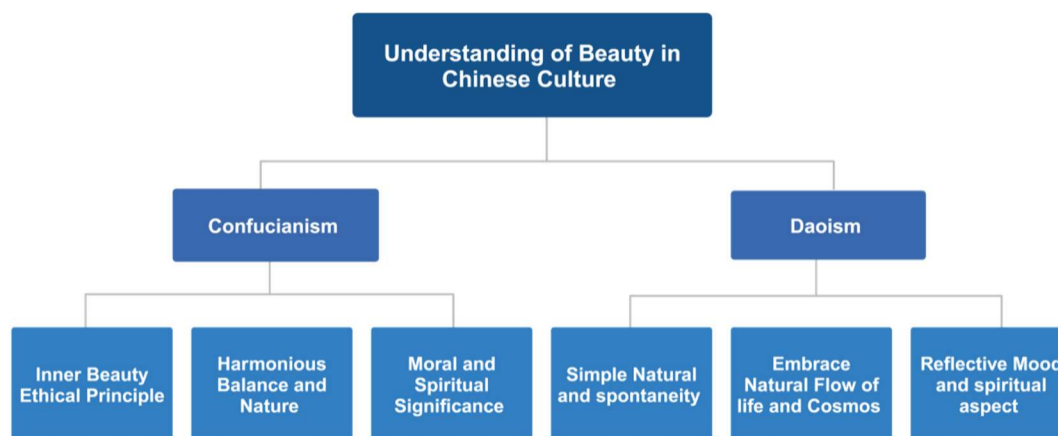 Understanding of Beauty in
Chinese Culture
Confucianism
Daoism
Inner Beauty
Ethical Principle
Harmonious
Balance and
Nature
Moral and
Spiritual
Significance
Simple Natural
and spontaneity
Embrace
Natural Flow of
life and Cosmos
Reflective Mood
and spiritual
aspect